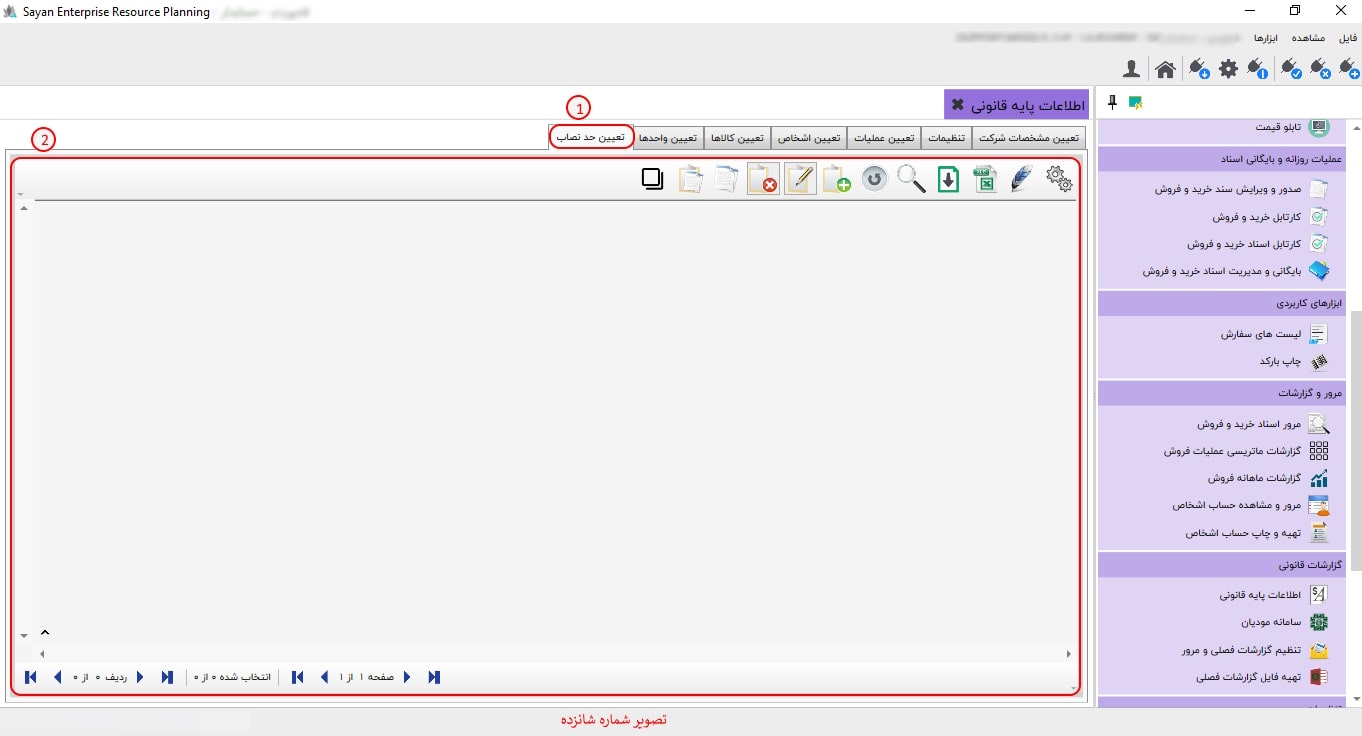 Sayan Enterprise Resource Planning
فایل مشاهده ابزارها
اطلاعات پایه قانونی
1
تعیین مشخصات شرکت تنظیمات تعیین عملیات تعیین اشخاص تعیین کالاها تعیین واحدها تعیین حد نصاب
2
ردیف ۰ از ۰
انتخاب شده ۰ از ۰
صفحه ۱ از ۱
تابلو قیمت
عملیات روزانه و بایگانی اسناد
صدور و ویرایش سند خرید و فروش
کارتابل خرید و فروش
کارتابل اسناد خرید و فروش
بایگانی و مدیریت اسناد خرید و فروش
ابزارهای کاربردی
لیست های سفارش
چاپ بارکد
مرور و گزارشات
مرور اسناد خرید و فروش
گزارشات ماتریسی عملیات فروش
گزارشات ماهانه فروش
مرور و مشاهده حساب اشخاص
تهیه و چاپ حساب اشخاص
گزارشات قانونی
اطلاعات پایه قانونی
سامانه مودیان
تنظیم گزارشات فصلی و مرور
تهیه فایل گزارشات فصلی
تصویر شماره شانزده